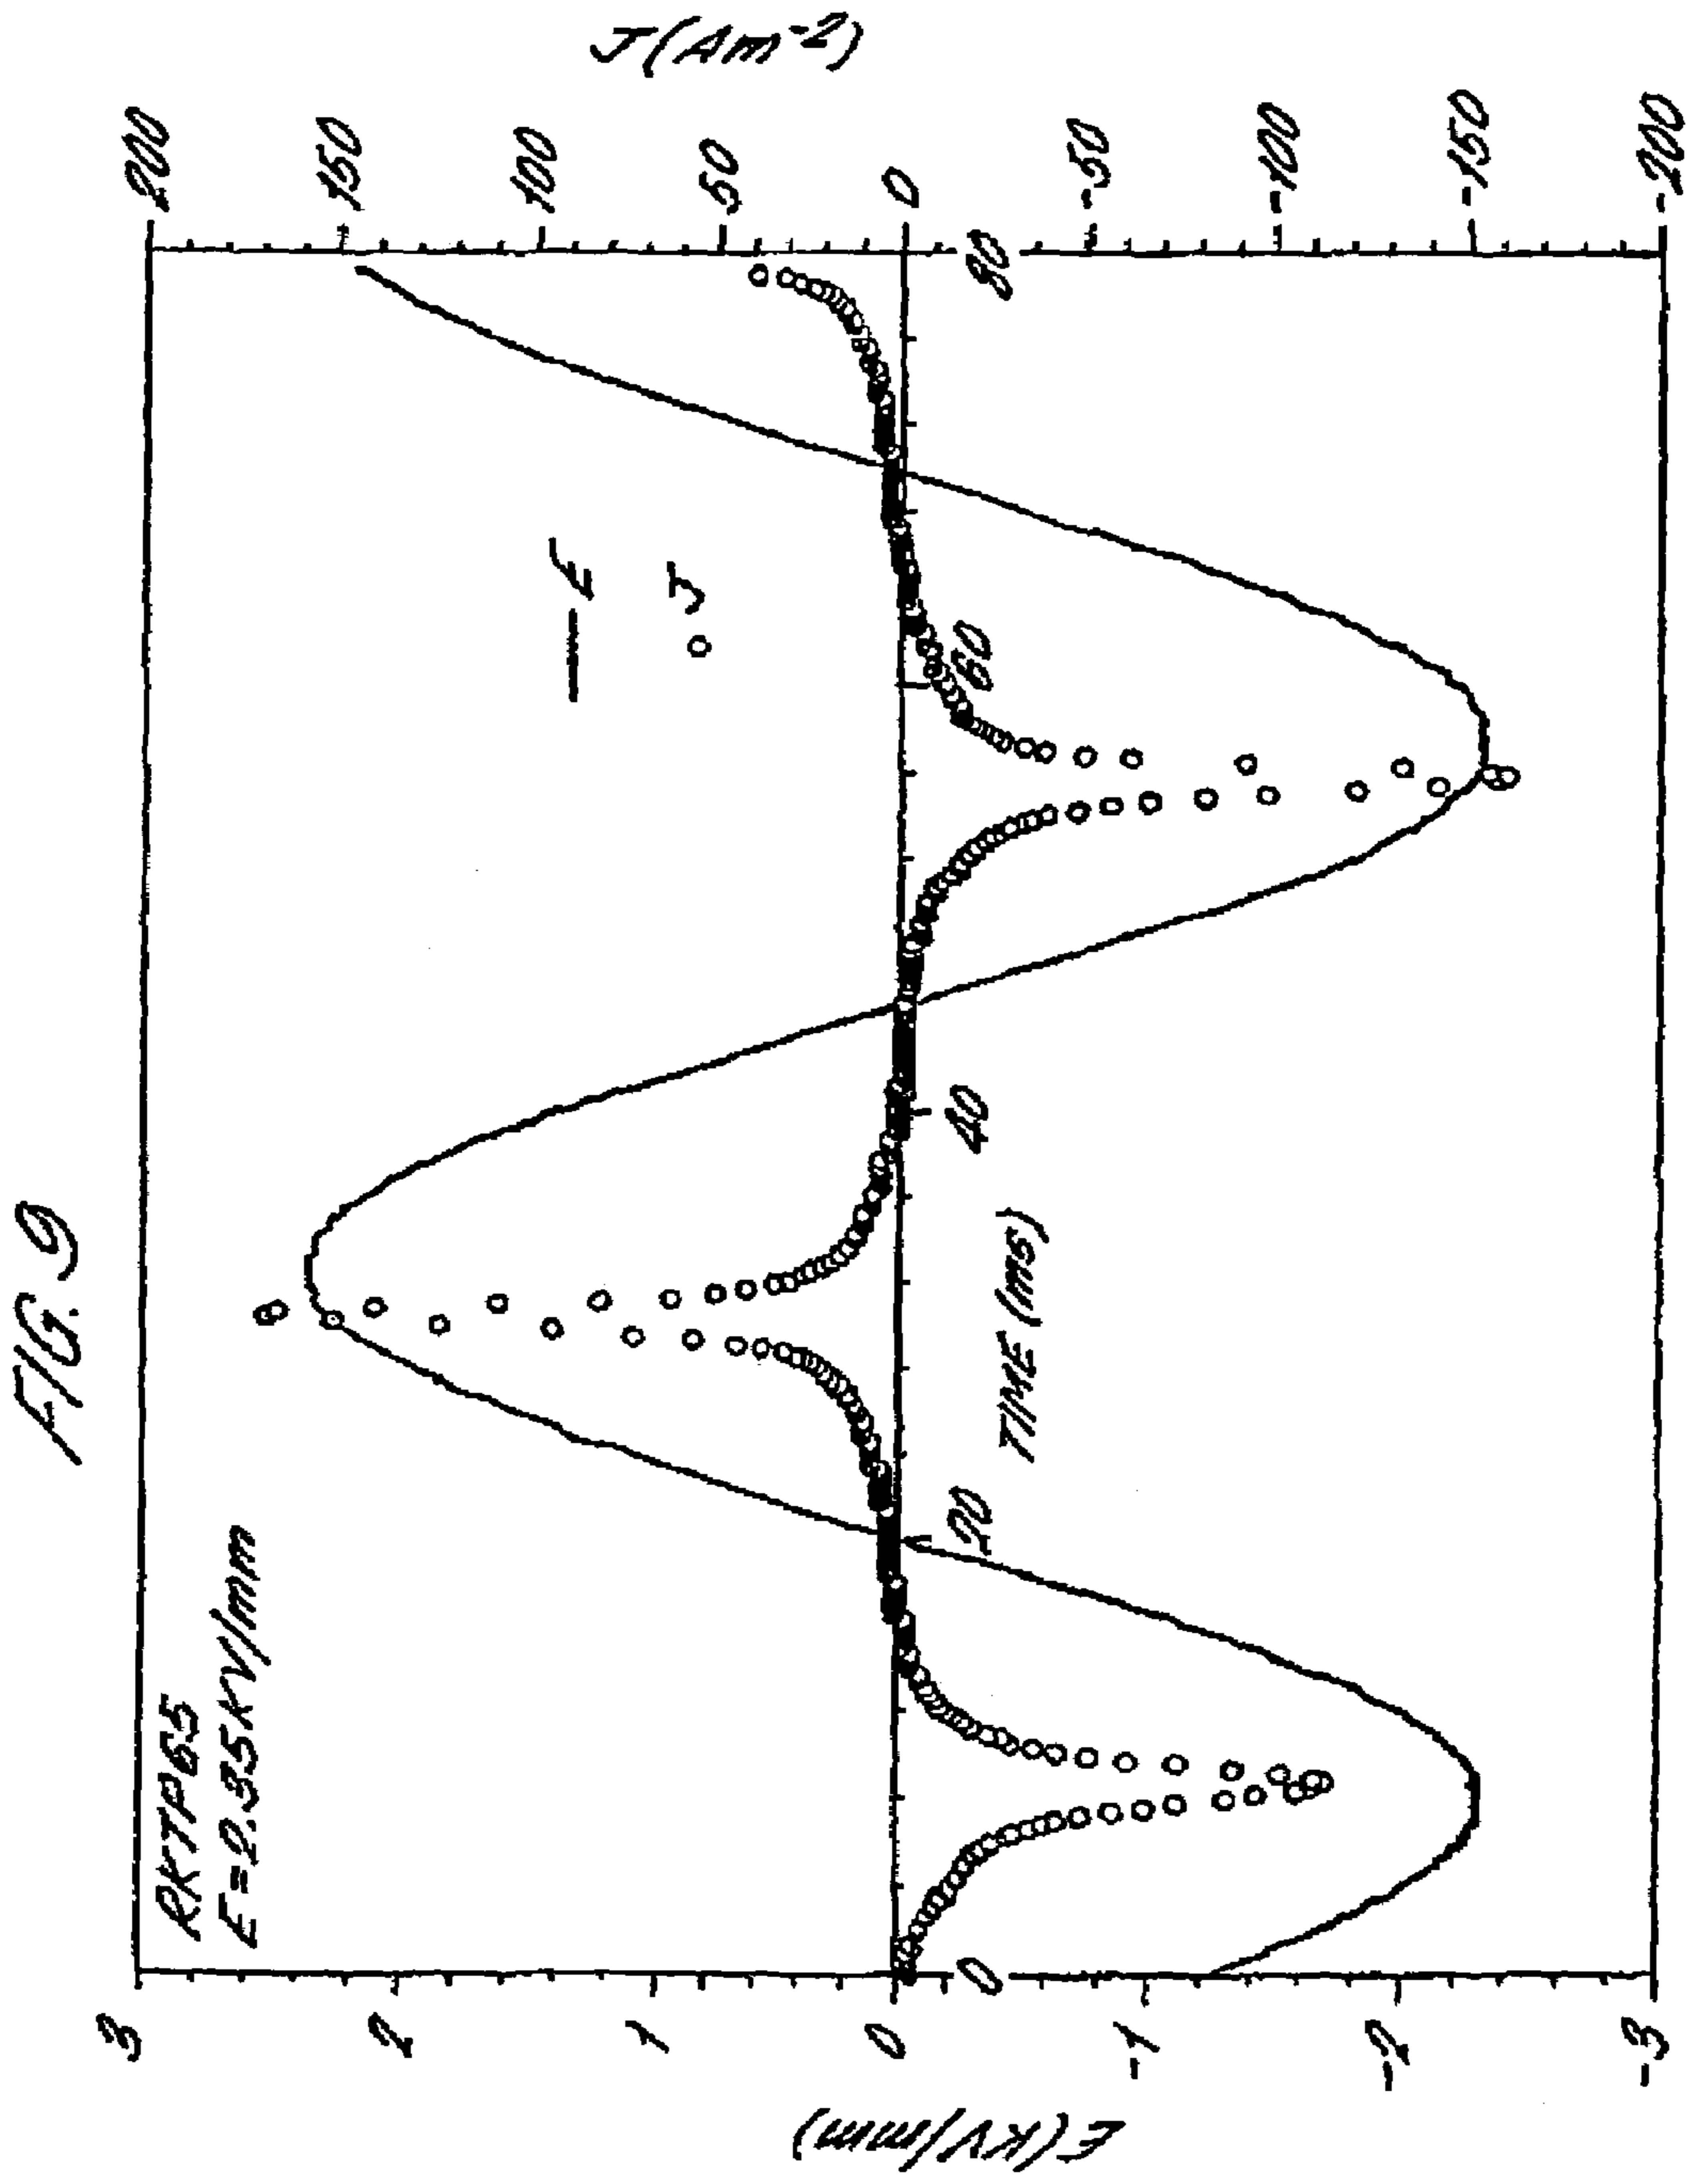 FIG. 9
RKTP65
E=2.35KV/mm
E(KV/mm)
3
2
1
0
-1
-2
-3
J(Am-2)
200
150
100
50
0
-50
-100
-150
-200
— E
o J
0
20
40
60
80
TIME (ms)